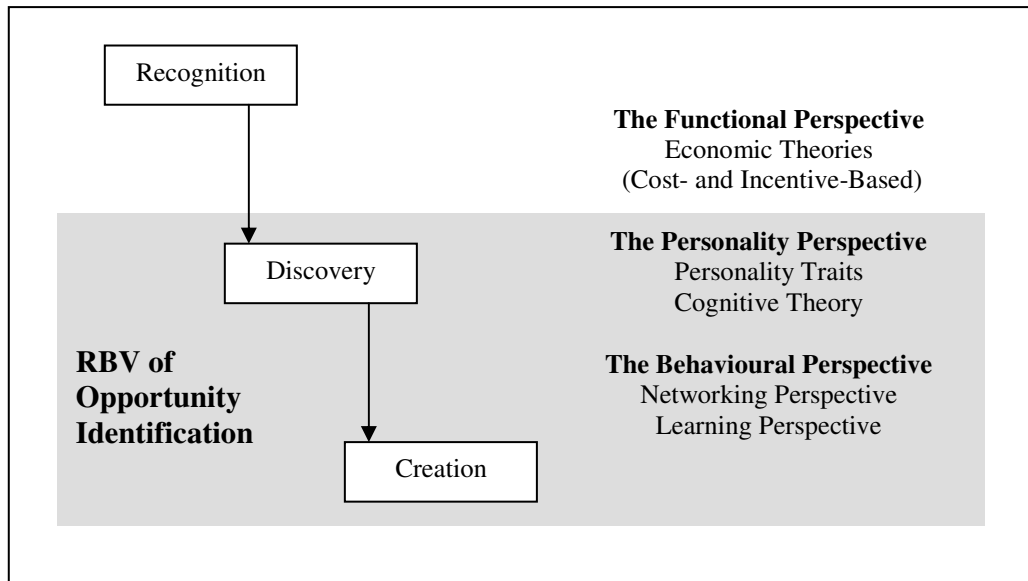 Recognition
The Functional Perspective
Economic Theories
(Cost- and Incentive-Based)
Discovery
The Personality Perspective
Personality Traits
Cognitive Theory
RBV of
Opportunity
Identification
The Behavioural Perspective
Networking Perspective
Learning Perspective
Creation